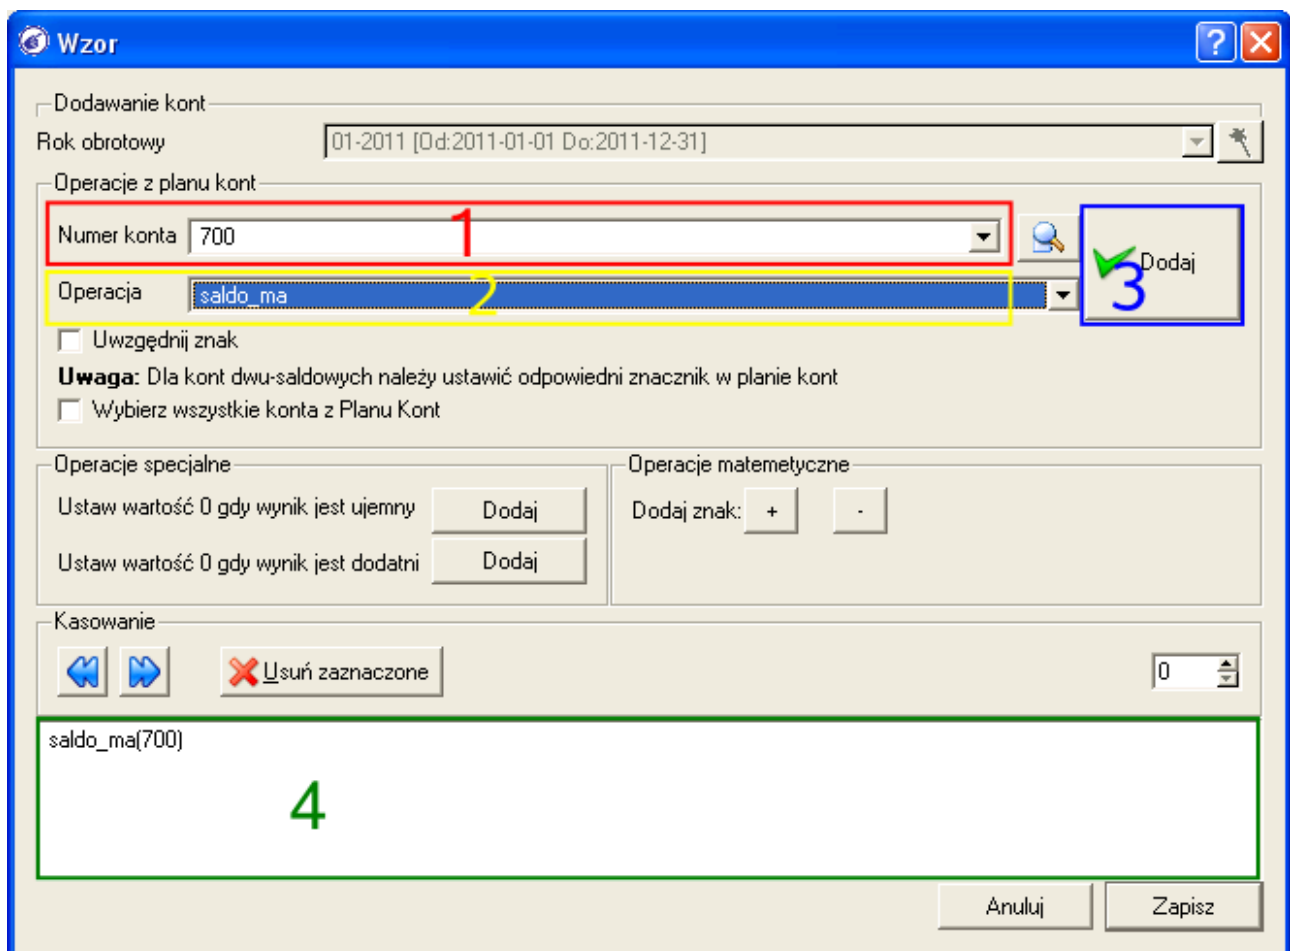 Wzor
Dodawanie kont
Rok obrotowy 01-2011 [Od:2011-01-01 Do:2011-12-31]
Operacje z planu kont
Numer konta 700 1
Operacja saldo_ma 2
Dodaj 3
Uwzgędnij znak
Uwaga: Dla kont dwu-saldowych należy ustawić odpowiedni znacznik w planie kont
Wybierz wszystkie konta z Planu Kont
Operacje specjalne
Ustaw wartość 0 gdy wynik jest ujemny Dodaj
Ustaw wartość 0 gdy wynik jest dodatni Dodaj
Operacje matemetyczne
Dodaj znak: + -
Kasowanie
Usuń zaznaczone 0
saldo_ma(700)
4
Anuluj Zapisz